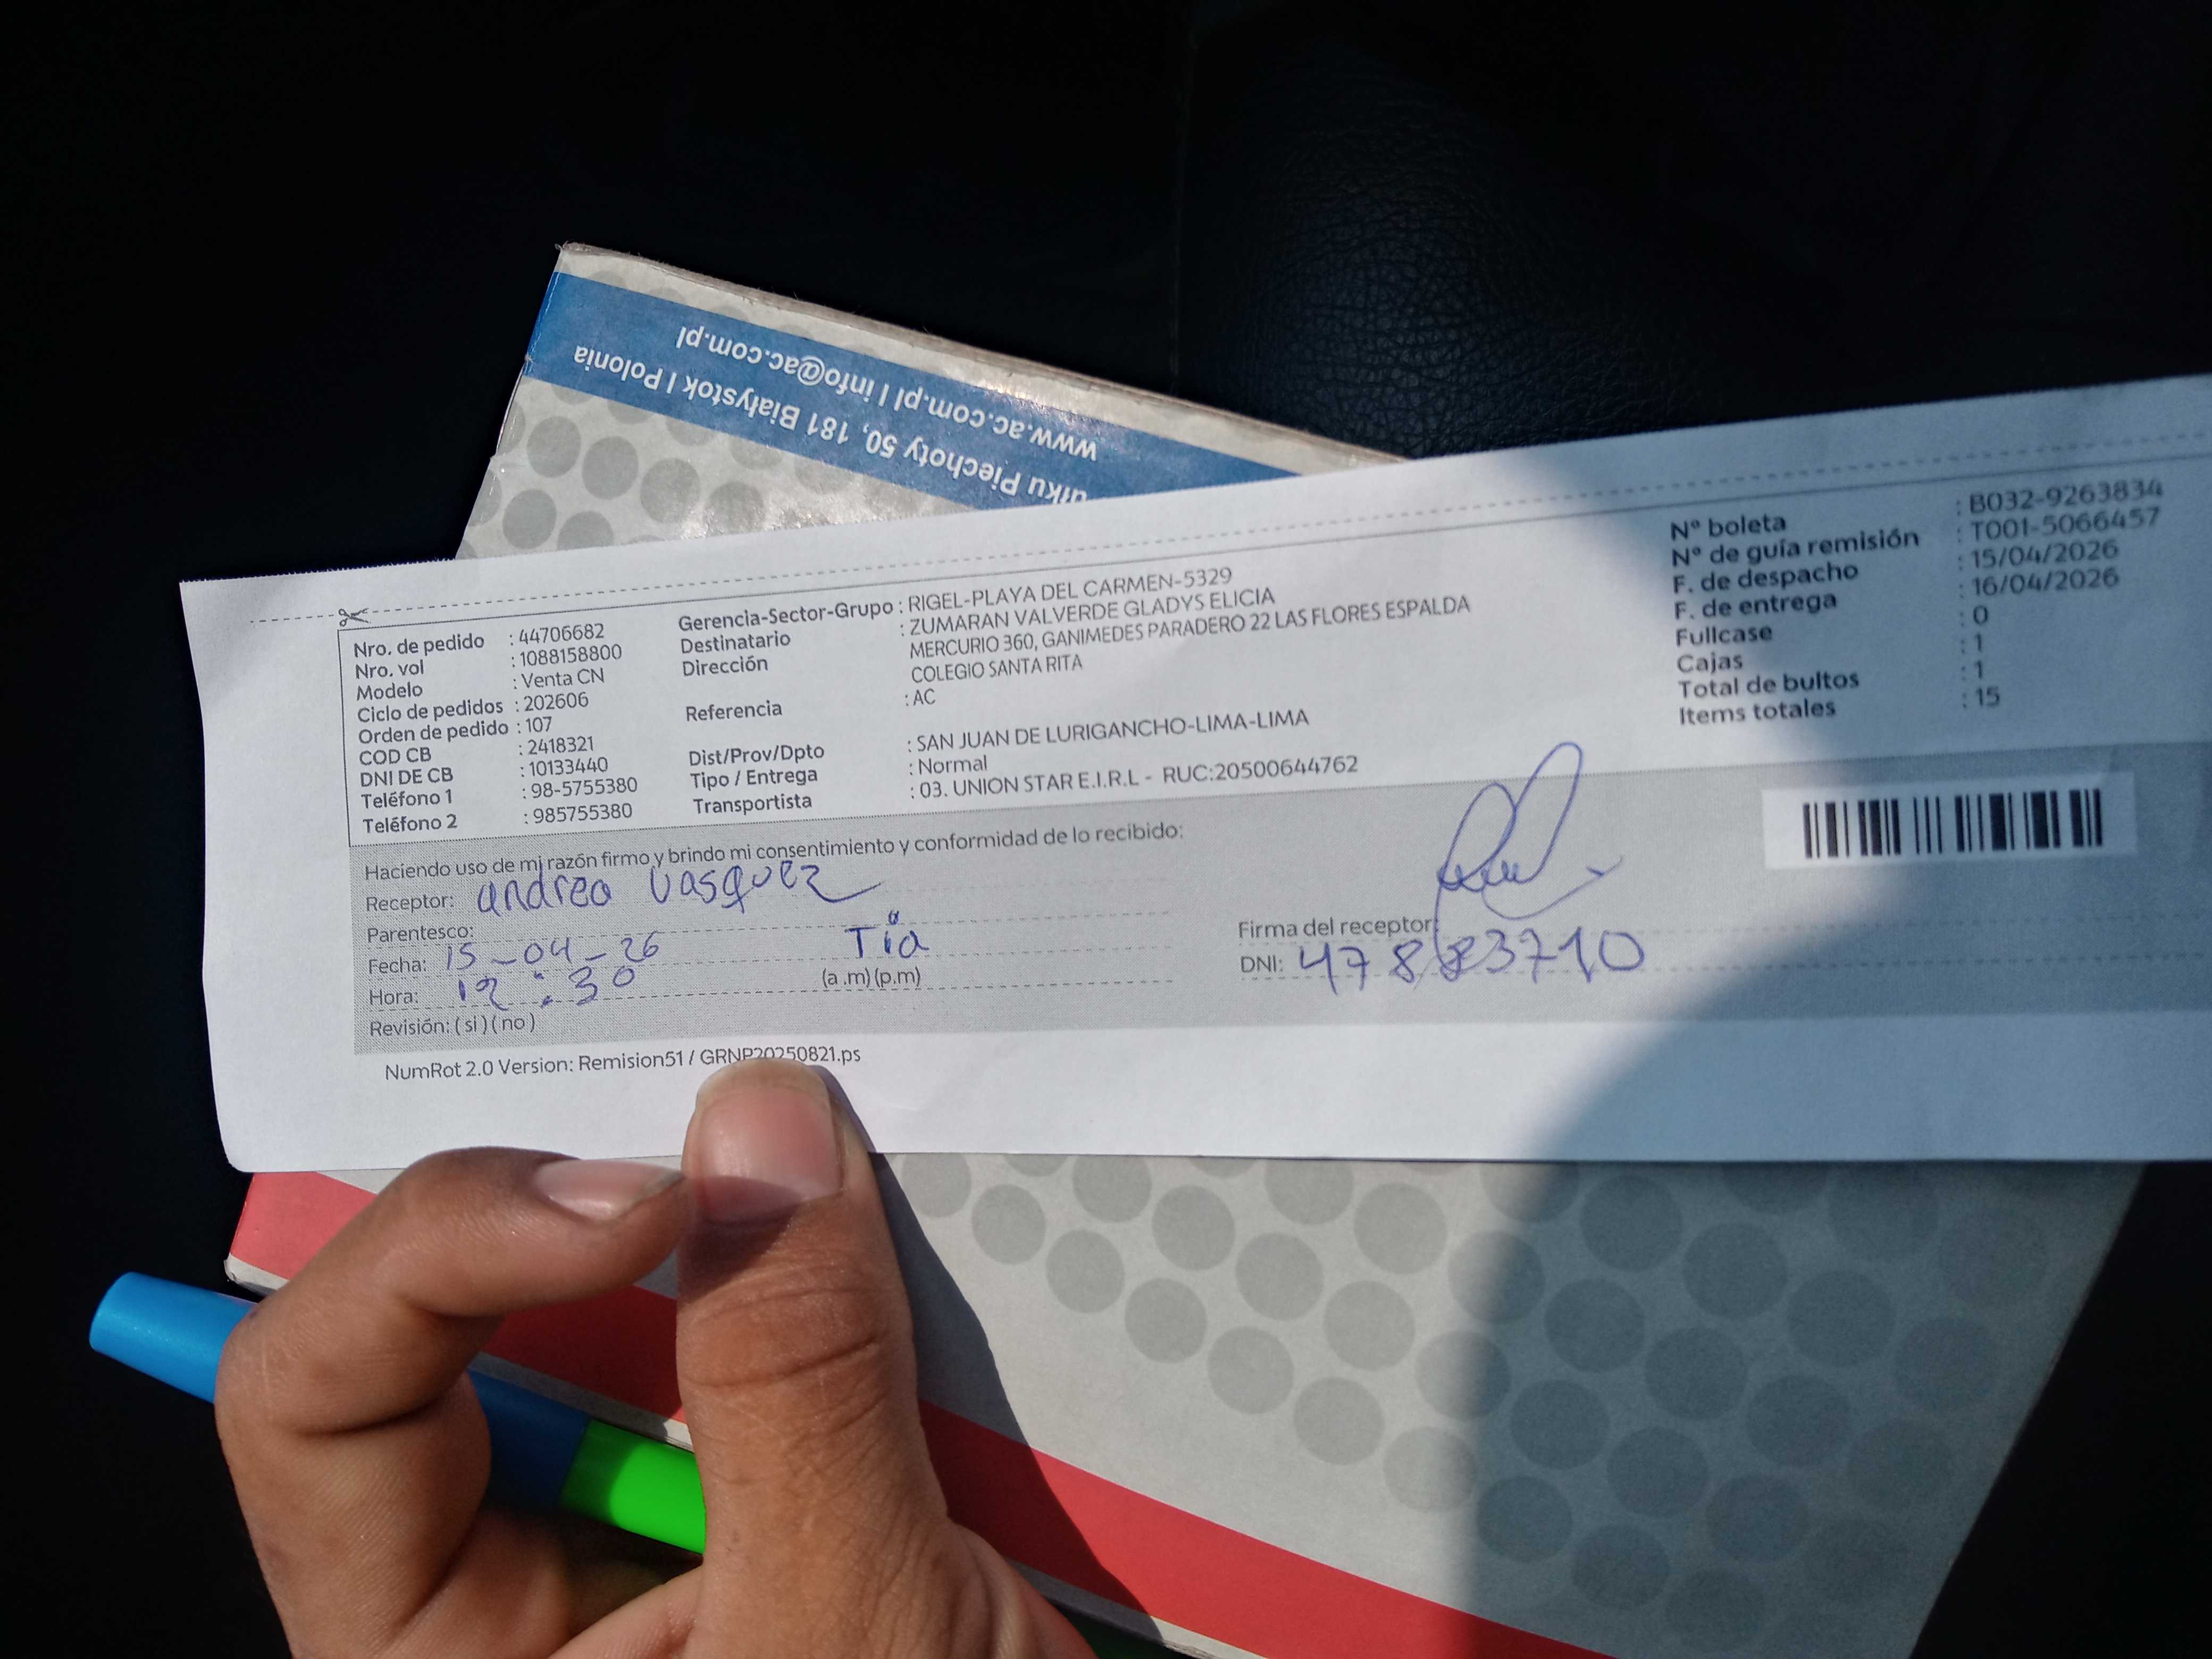 www.ac.com.pl | info@ac.com.pl
Piechoty 50, 181 Białystok | Polonia
Nro. de pedido : 44706682
Nro. vol : 1088158800
Modelo : Venta CN
Ciclo de pedidos : 202606
Orden de pedido : 107
COD CB : 2418321
DNI DE CB : 10133440
Teléfono 1 : 98-5755380
Teléfono 2 : 985755380
Gerencia-Sector-Grupo : RIGEL-PLAYA DEL CARMEN-5329
Destinatario : ZUMARAN VALVERDE GLADYS ELICIA
Dirección MERCURIO 360, GANIMEDES PARADERO 22 LAS FLORES ESPALDA
COLEGIO SANTA RITA
Referencia : AC
Dist/Prov/Dpto : SAN JUAN DE LURIGANCHO-LIMA-LIMA
Tipo / Entrega : Normal
Transportista : 03. UNION STAR E.I.R.L - RUC:20500644762
Nº boleta : B032-9263834
Nº de guía remisión : T001-5066457
F. de despacho : 15/04/2026
F. de entrega : 16/04/2026
Fullcase : 0
Cajas : 1
Total de bultos : 1
Items totales : 15
Haciendo uso de mi razón firmo y brindo mi consentimiento y conformidad de lo recibido:
Receptor: andrea Vasquez
Parentesco: Tía
Fecha: 15-04-26
Hora: 12:30 (a.m)(p.m)
Revisión: (si)(no)
Firma del receptor:
DNI:
NumRot 2.0 Version: Remision51 / GRNP20250821.ps